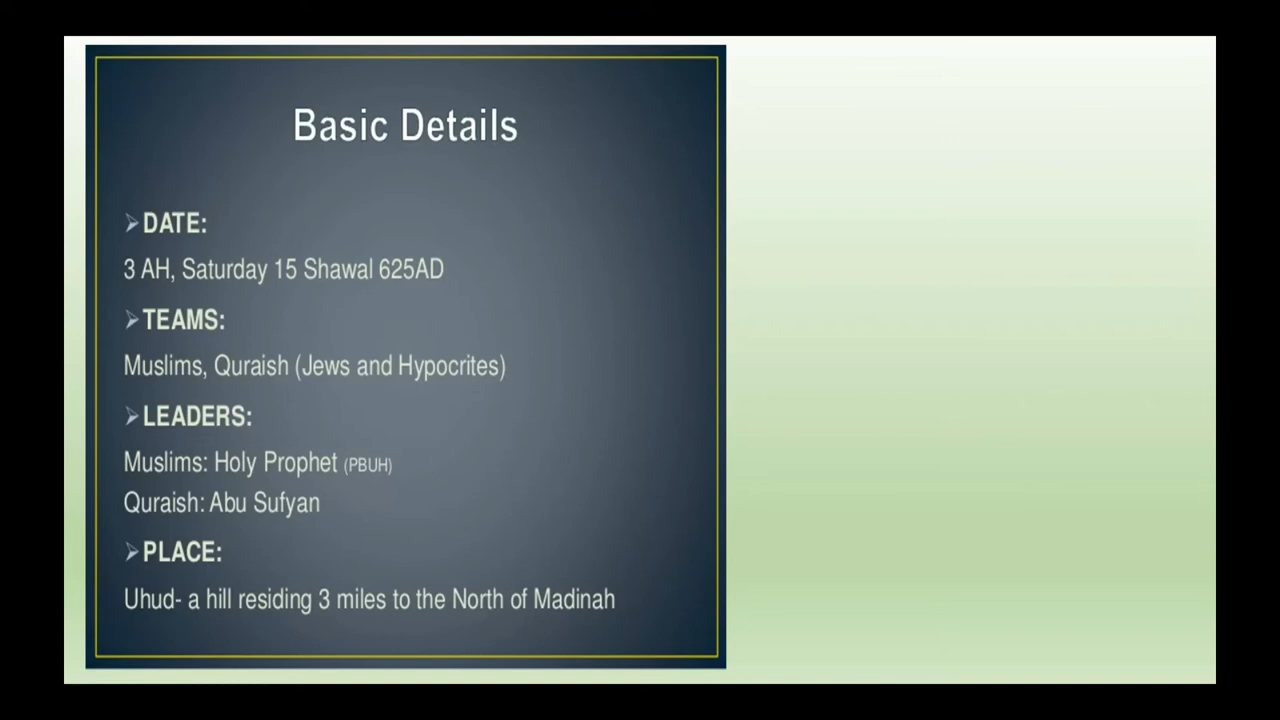 Basic Details
DATE:
3 AH, Saturday 15 Shawal 625AD
TEAMS:
Muslims, Quraish (Jews and Hypocrites)
LEADERS:
Muslims: Holy Prophet (PBUH)
Quraish: Abu Sufyan
PLACE:
Uhud- a hill residing 3 miles to the North of Madinah